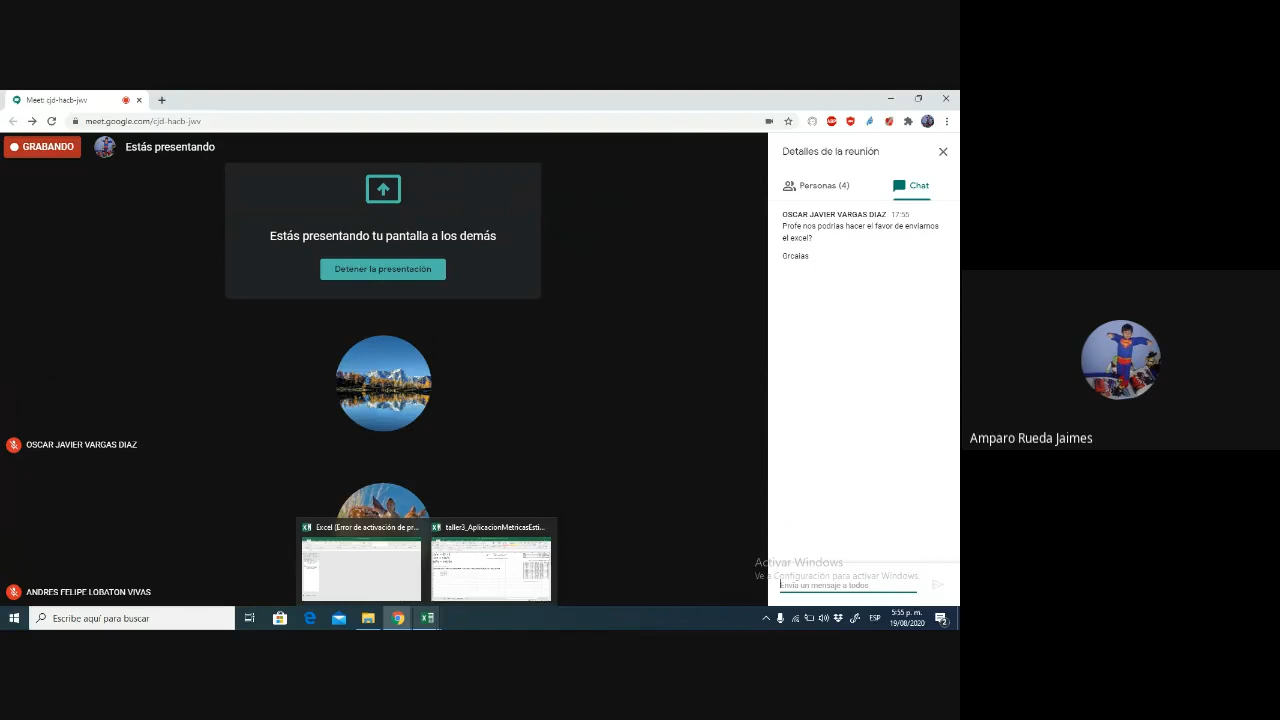 Meet: cjd-hacb-jwv
meet.google.com/cjd-hacb-jwv
GRABANDO
Estás presentando
Estás presentando tu pantalla a los demás
Detener la presentación
OSCAR JAVIER VARGAS DIAZ
ANDRES FELIPE LOBATON VIVAS
Excel (Error de activación de pr...
taller3_AplicacionMetricasEsti...
Detalles de la reunión
Personas (4)
Chat
OSCAR JAVIER VARGAS DIAZ 17:55
Profe nos podrias hacer el favor de enviarnos
el excel?
Grcaias
Activar Windows
Ve a Configuración para activar Windows.
Envía un mensaje a todos
Escribe aquí para buscar
ESP
5:55 p. m.
19/08/2020
2
Amparo Rueda Jaimes